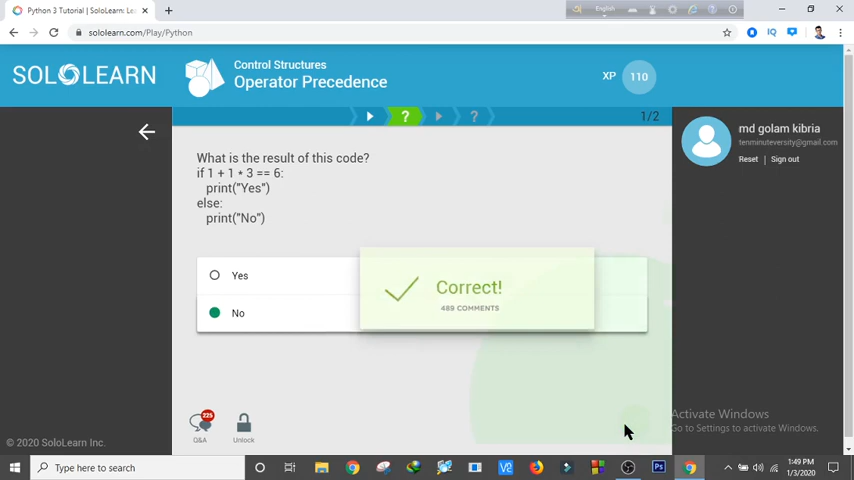 Python 3 Tutorial | SoloLearn: Le
English
sololearn.com/Play/Python
SOLOLEARN
Control Structures
Operator Precedence
XP
110
?
?
1/2
md golam kibria
tenminuteversity@gmail.com
Reset | Sign out
What is the result of this code?
if 1 + 1 * 3 == 6:
print("Yes")
else:
print("No")
Yes
No
Correct!
489 COMMENTS
225
Q&A
Unlock
Activate Windows
Go to Settings to activate Windows.
© 2020 SoloLearn Inc.
Type here to search
1:49 PM
1/3/2020